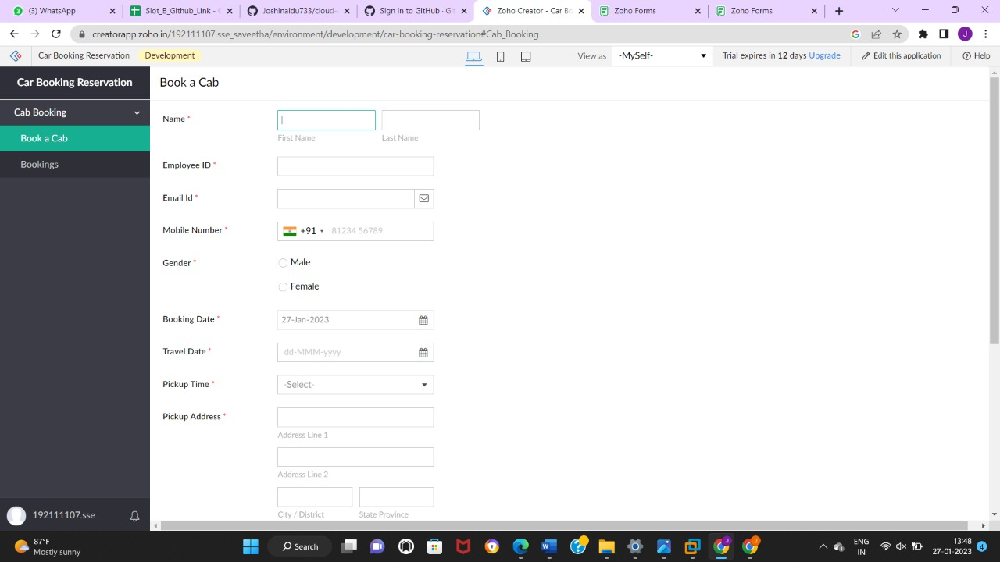 (3) WhatsApp
Slot_B_GitHub_Link - G
Joshinaidu733/cloud-
Sign in to GitHub · Git
Zoho Creator - Car Bo
Zoho Forms
Zoho Forms
creatorapp.zoho.in/192111107.sse_saveetha/environment/development/car-booking-reservation#Cab_Booking
J
Car Booking Reservation
Development
View as
-MySelf-
Trial expires in 12 days Upgrade
Edit this application
Help
Car Booking Reservation
Cab Booking
Book a Cab
Bookings
192111107.sse
Book a Cab
Name *
First Name
Last Name
Employee ID *
Email Id *
Mobile Number *
+91
81234 56789
Gender *
Male
Female
Booking Date *
27-Jan-2023
Travel Date *
dd-MMM-yyyy
Pickup Time *
-Select-
Pickup Address *
Address Line 1
Address Line 2
City / District
State Province
87°F
Mostly sunny
Search
ENG
IN
13:48
27-01-2023
4